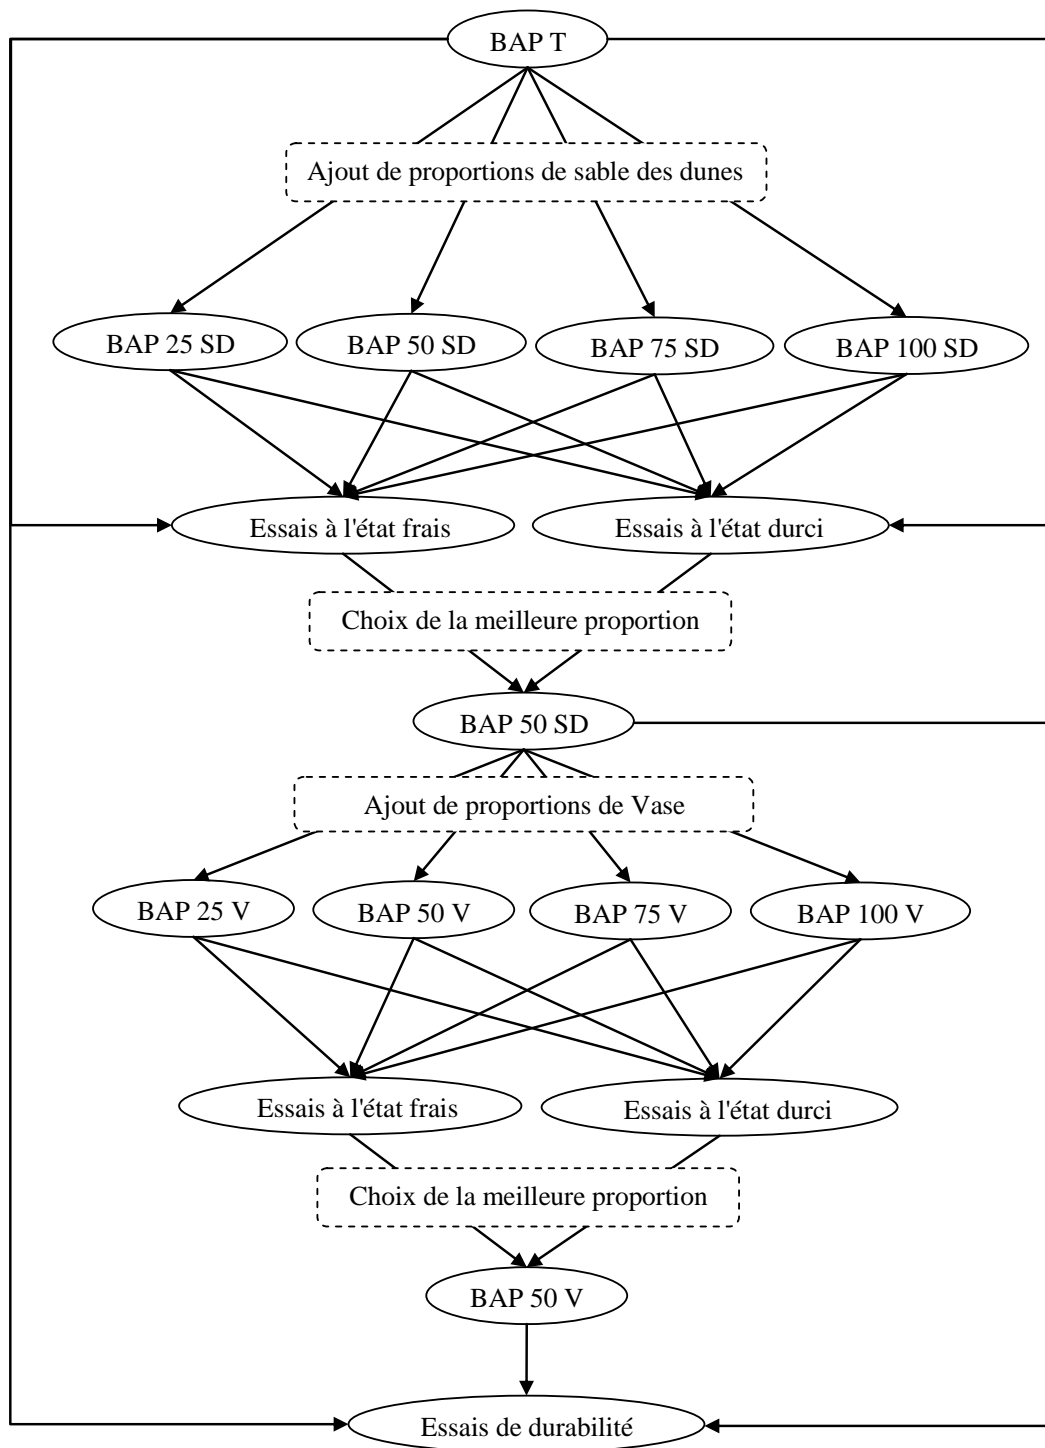 BAP T
Ajout de proportions de sable des dunes
BAP 25 SD
BAP 50 SD
BAP 75 SD
BAP 100 SD
Essais à l'état frais
Essais à l'état durci
Choix de la meilleure proportion
BAP 50 SD
Ajout de proportions de Vase
BAP 25 V
BAP 50 V
BAP 75 V
BAP 100 V
Essais à l'état frais
Essais à l'état durci
Choix de la meilleure proportion
BAP 50 V
Essais de durabilité